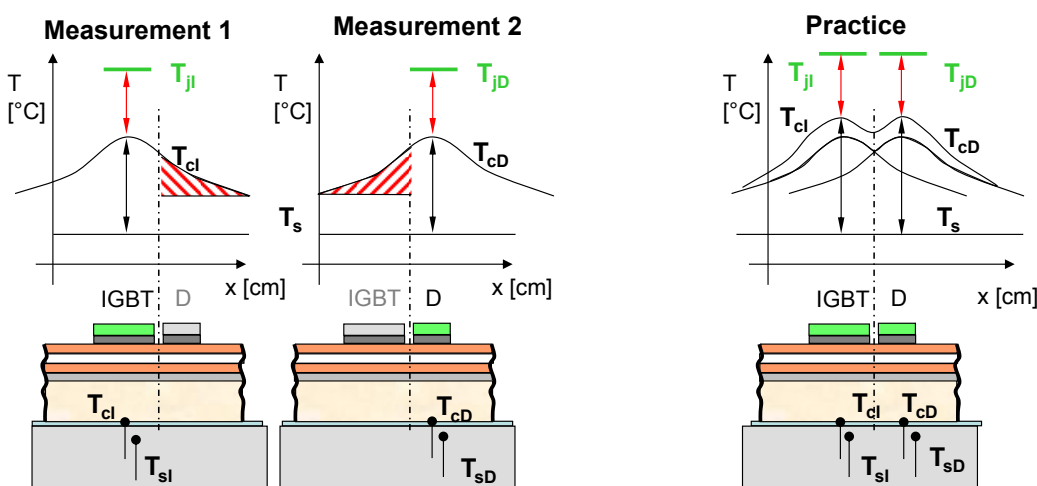 Measurement 1
T
[°C]
T_jI
T_cI
x [cm]
IGBT D
T_cI
T_sI
Measurement 2
T_jD
T_cD
T_s
x [cm]
IGBT D
T_cD
T_sD
Practice
T
[°C]
T_jI
T_jD
T_cI
T_cD
T_s
x [cm]
IGBT D
T_cI T_cD
T_sI
T_sD